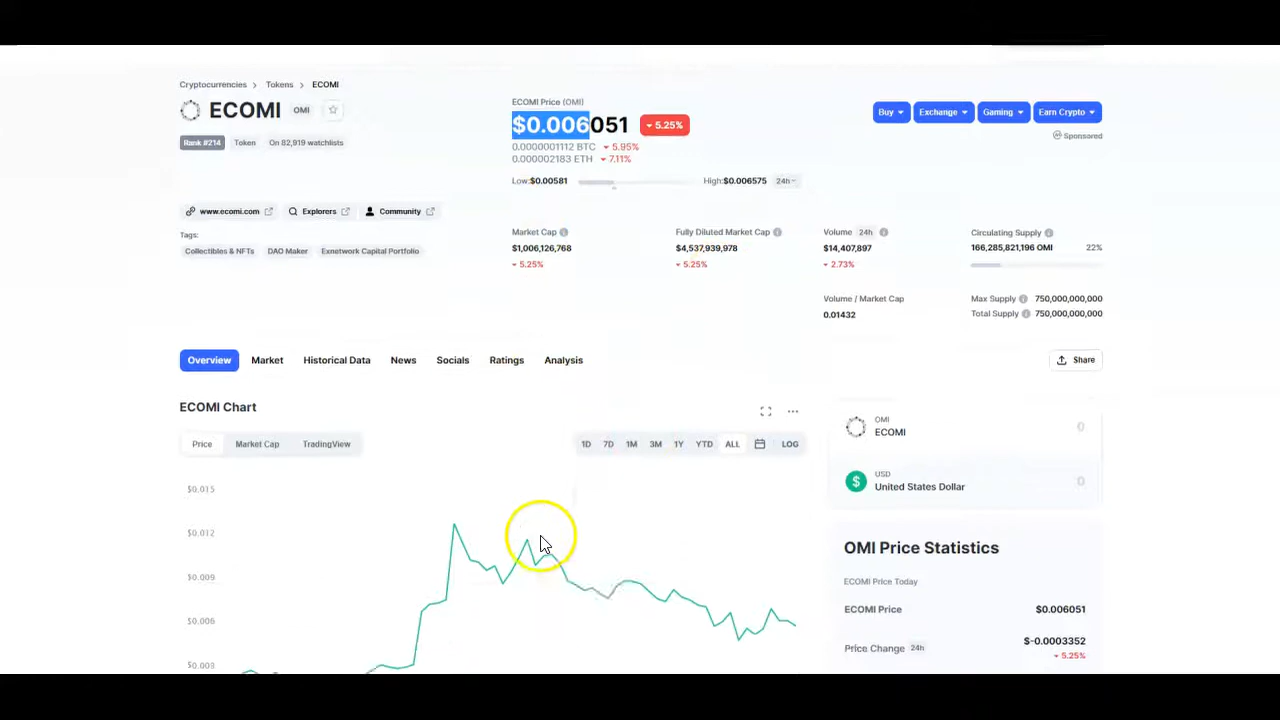 Cryptocurrencies > Tokens > ECOMI
ECOMI OMI
Rank #214 Token On 82,919 watchlists
www.ecomi.com Explorers Community
Tags:
Collectibles & NFTs DAO Maker Exnetwork Capital Portfolio
ECOMI Price (OMI)
$0.006051 5.25%
0.0000001112 BTC 5.95%
0.000002183 ETH 7.11%
Low:$0.00581 High:$0.006575 24h
Buy Exchange Gaming Earn Crypto
Sponsored
Market Cap
$1,006,126,768
5.25%
Fully Diluted Market Cap
$4,537,939,978
5.25%
Volume 24h
$14,407,897
2.73%
Volume / Market Cap
0.01432
Circulating Supply
166,285,821,196 OMI 22%
Max Supply 750,000,000,000
Total Supply 750,000,000,000
Overview Market Historical Data News Socials Ratings Analysis
Share
ECOMI Chart
Price Market Cap TradingView
1D 7D 1M 3M 1Y YTD ALL LOG
$0.015
$0.012
$0.009
$0.006
$0.003
OMI
ECOMI 0
USD
United States Dollar 0
OMI Price Statistics
ECOMI Price Today
ECOMI Price $0.006051
Price Change 24h $-0.0003352
5.25%